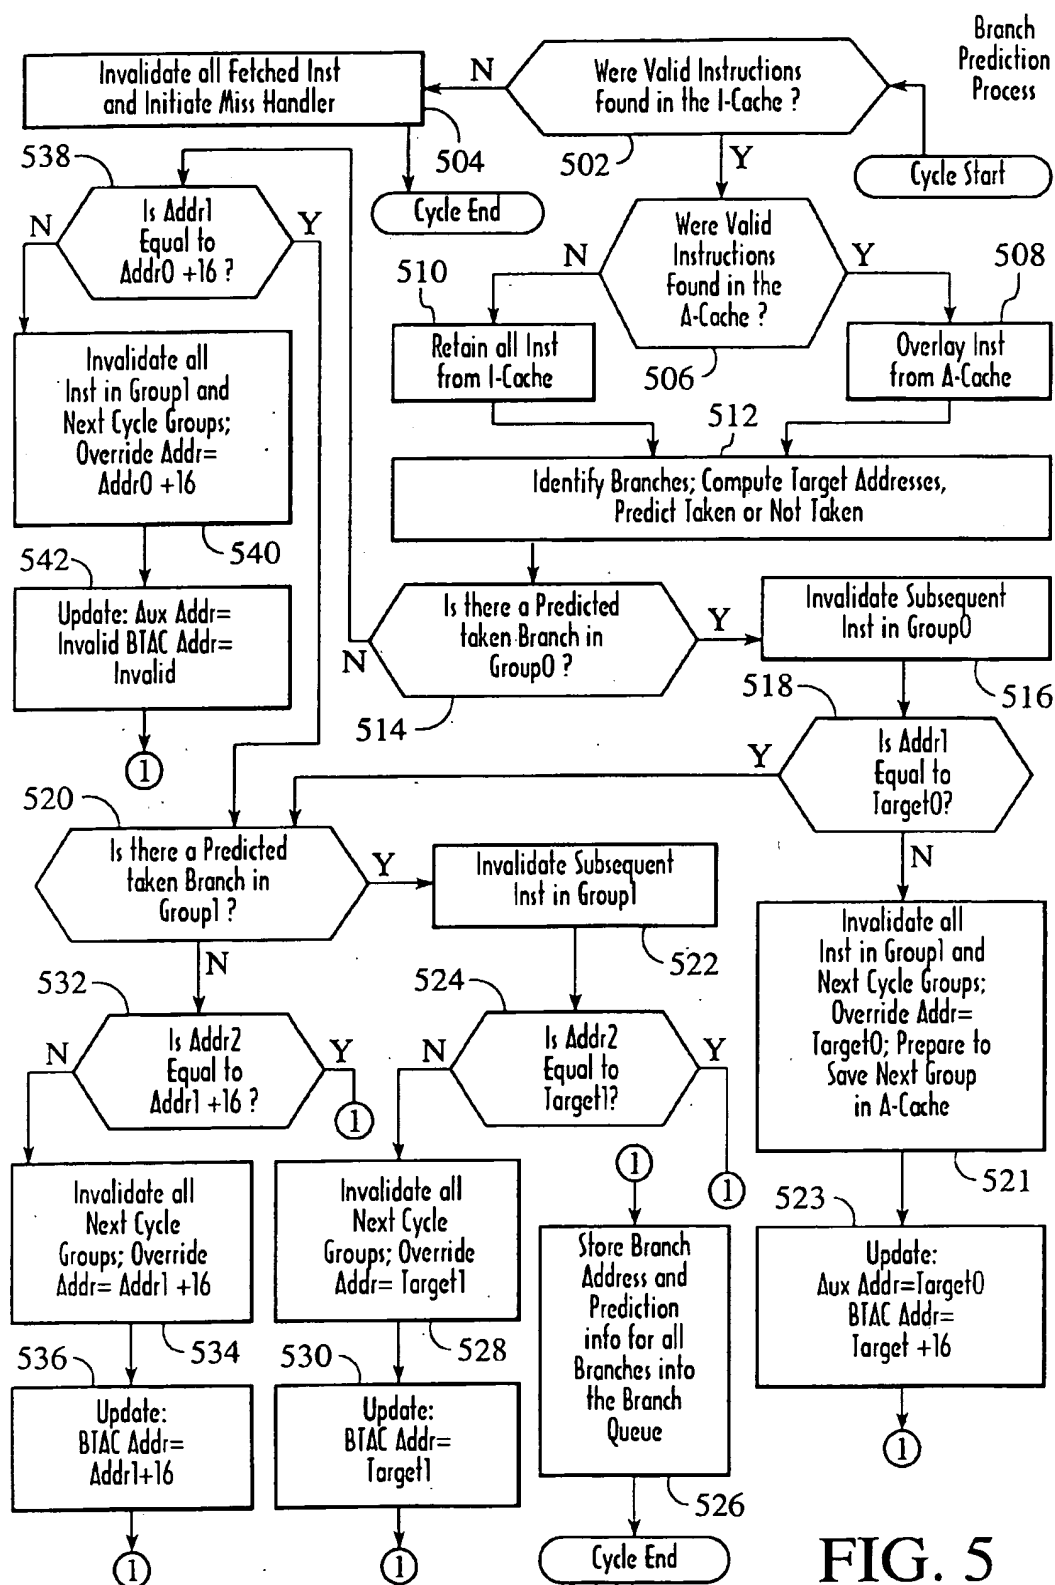 Branch
Prediction
Process
Cycle Start
Were Valid Instructions
Found in the I-Cache ?
502
N
Y
Invalidate all Fetched Inst
and Initiate Miss Handler
504
Cycle End
Were Valid
Instructions
Found in the
A-Cache ?
506
N
Y
510
Retain all Inst
from I-Cache
508
Overlay Inst
from A-Cache
512
Identify Branches; Compute Target Addresses,
Predict Taken or Not Taken
Is there a Predicted
taken Branch in
Group0 ?
514
N
Y
538
Is Addr1
Equal to
Addr0 +16 ?
N
Y
Invalidate all
Inst in Group1 and
Next Cycle Groups;
Override Addr=
Addr0 +16
540
542
Update: Aux Addr=
Invalid BTAC Addr=
Invalid
1
Invalidate Subsequent
Inst in Group0
516
518
Is Addr1
Equal to
Target0?
Y
N
520
Is there a Predicted
taken Branch in
Group1 ?
Y
N
Invalidate Subsequent
Inst in Group1
522
Invalidate all
Inst in Group1 and
Next Cycle Groups;
Override Addr=
Target0; Prepare to
Save Next Group
in A-Cache
521
523
Update:
Aux Addr=Target0
BTAC Addr=
Target +16
1
532
Is Addr2
Equal to
Addr1 +16 ?
N
Y
1
524
Is Addr2
Equal to
Target1?
N
Y
1
Invalidate all
Next Cycle
Groups; Override
Addr= Addr1 +16
534
536
Update:
BTAC Addr=
Addr1+16
1
Invalidate all
Next Cycle
Groups; Override
Addr= Target1
528
530
Update:
BTAC Addr=
Target1
1
1
Store Branch
Address and
Prediction
info for all
Branches into
the Branch
Queue
526
Cycle End
FIG. 5